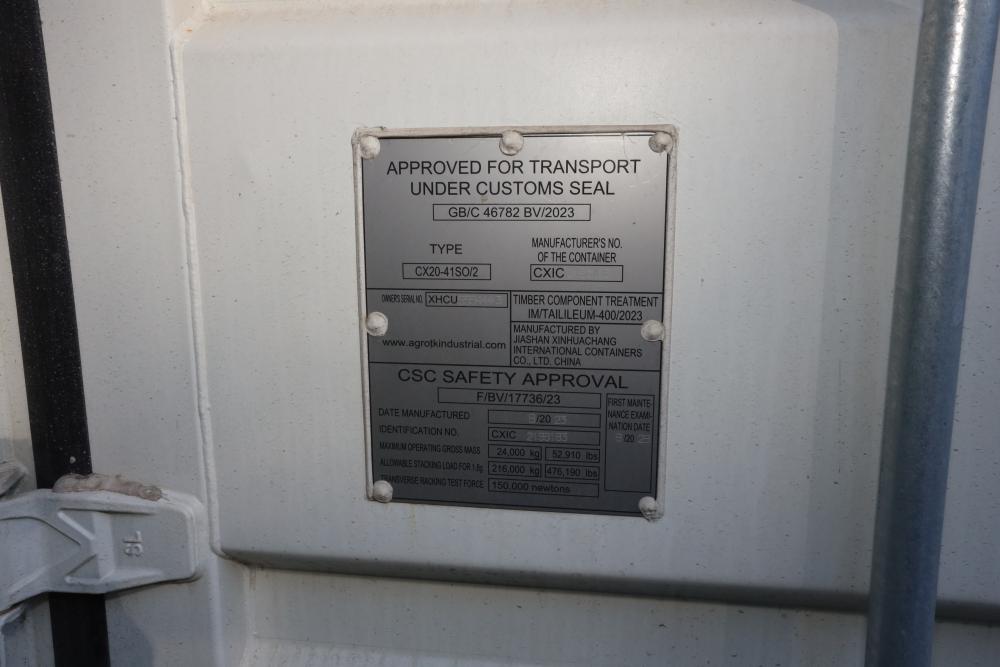 APPROVED FOR TRANSPORT
UNDER CUSTOMS SEAL
GB/C 46782 BV/2023
TYPE
CX20-41SO/2
MANUFACTURER'S NO.
OF THE CONTAINER
CXIC
OWNER'S SERIAL NO. XHCU
www.agrotkindustrial.com
TIMBER COMPONENT TREATMENT
IM/TAILILEUM-400/2023
MANUFACTURED BY
JIASHAN XINHUACHANG
INTERNATIONAL CONTAINERS
CO., LTD. CHINA
CSC SAFETY APPROVAL
F/BV/17736/23
DATE MANUFACTURED /20 23
IDENTIFICATION NO. CXIC
MAXIMUM OPERATING GROSS MASS 24,000 kg 52,910 lbs
ALLOWABLE STACKING LOAD FOR 1.8g 216,000 kg 476,190 lbs
TRANSVERSE RACKING TEST FORCE 150,000 newtons
FIRST MAINTE-
NANCE EXAMI-
NATION DATE
/20 28